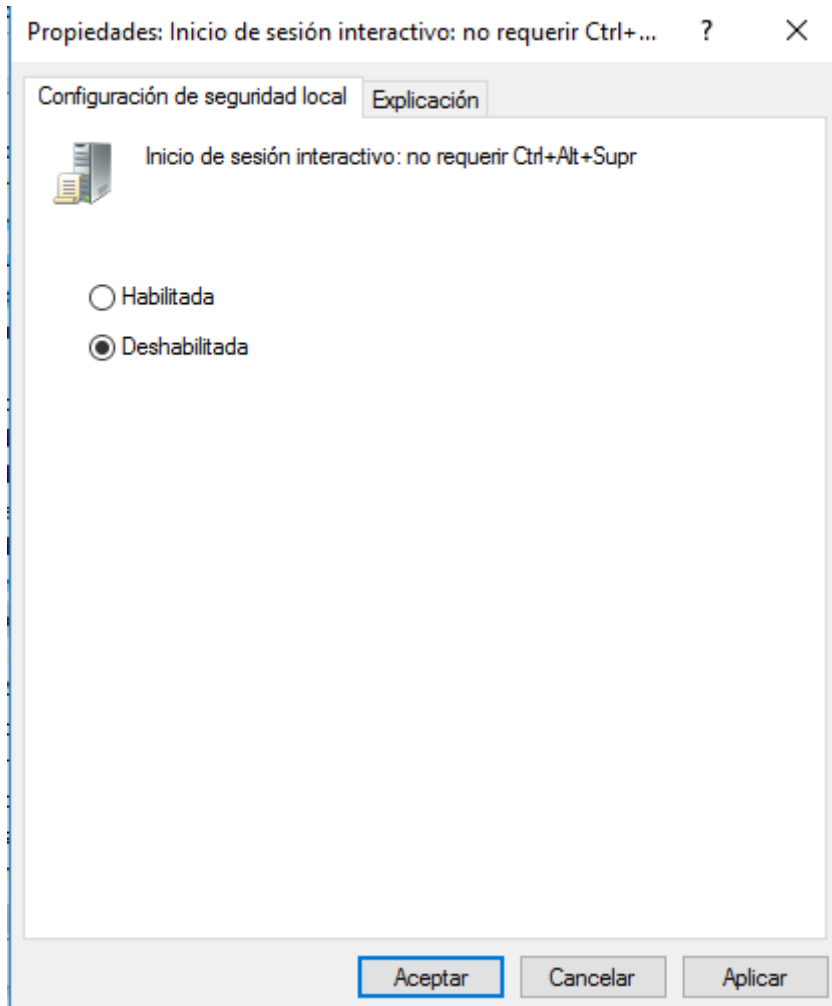 Propiedades: Inicio de sesión interactivo: no requerir Ctrl+... ?
Configuración de seguridad local Explicación
Inicio de sesión interactivo: no requerir Ctrl+Alt+Supr
Habilitada
Deshabilitada
Aceptar Cancelar Aplicar